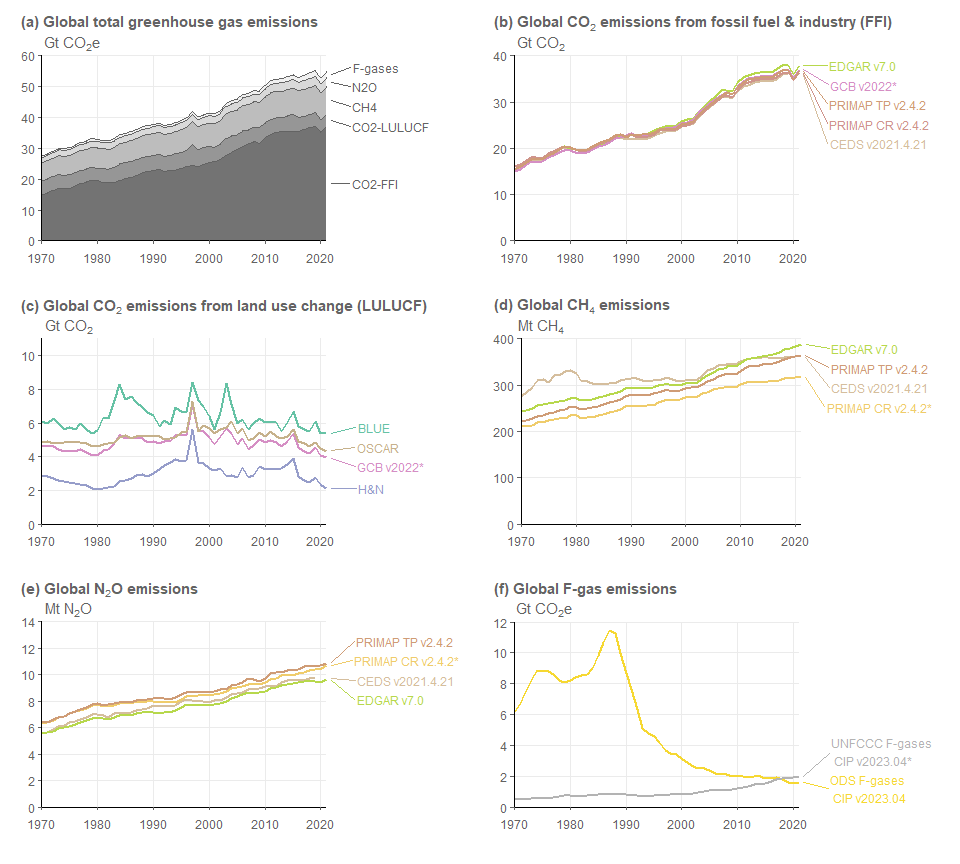 (a) Global total greenhouse gas emissions
Gt CO2e
60
50
40
30
20
10
0
1970 1980 1990 2000 2010 2020
F-gases
N2O
CH4
CO2-LULUCF
CO2-FFI
(b) Global CO2 emissions from fossil fuel & industry (FFI)
Gt CO2
40
30
20
10
0
1970 1980 1990 2000 2010 2020
EDGAR v7.0
GCB v2022*
PRIMAP TP v2.4.2
PRIMAP CR v2.4.2
CEDS v2021.4.21
(c) Global CO2 emissions from land use change (LULUCF)
Gt CO2
10
8
6
4
2
0
1970 1980 1990 2000 2010 2020
BLUE
OSCAR
GCB v2022*
H&N
(d) Global CH4 emissions
Mt CH4
400
300
200
100
0
1970 1980 1990 2000 2010 2020
EDGAR v7.0
PRIMAP TP v2.4.2
CEDS v2021.4.21
PRIMAP CR v2.4.2*
(e) Global N2O emissions
Mt N2O
14
12
10
8
6
4
2
0
1970 1980 1990 2000 2010 2020
PRIMAP TP v2.4.2
PRIMAP CR v2.4.2*
CEDS v2021.4.21
EDGAR v7.0
(f) Global F-gas emissions
Gt CO2e
12
10
8
6
4
2
0
1970 1980 1990 2000 2010 2020
UNFCCC F-gases
CIP v2023.04*
ODS F-gases
CIP v2023.04